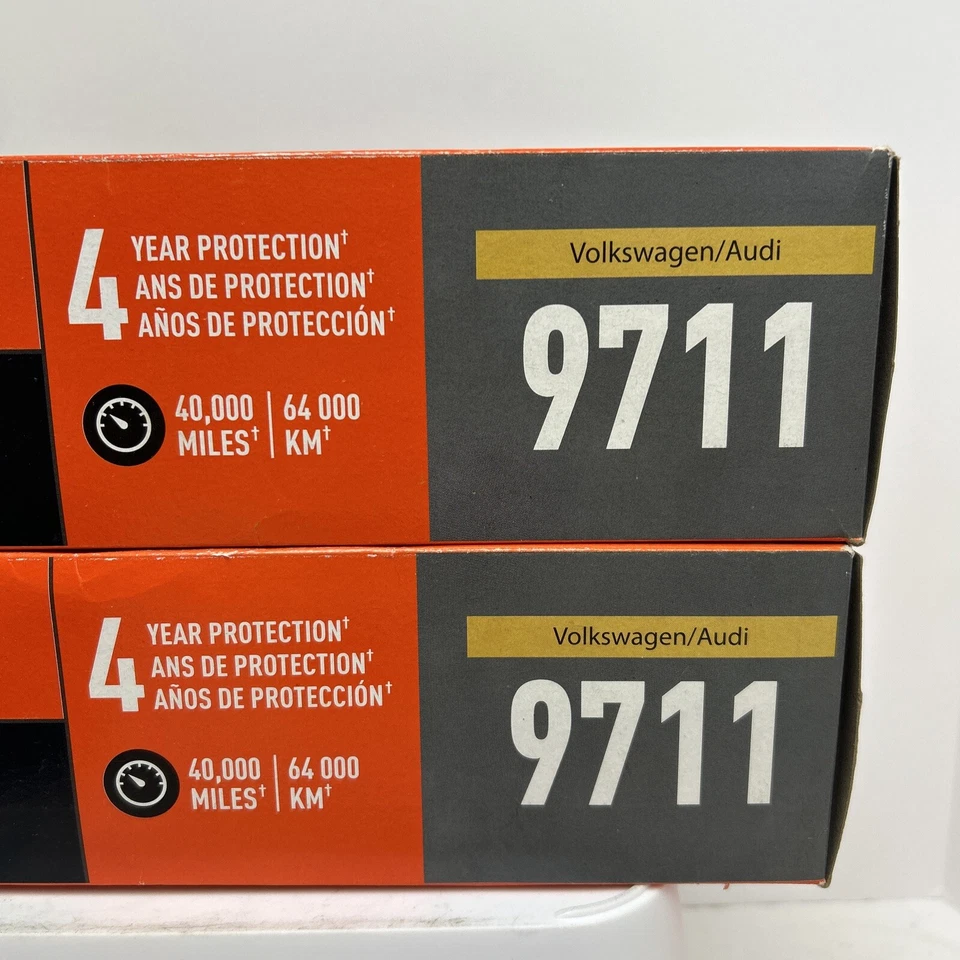 4 YEAR PROTECTION†
ANS DE PROTECTION†
AÑOS DE PROTECCIÓN†
40,000 MILES†
64 000 KM†
Volkswagen/Audi
9711
4 YEAR PROTECTION†
ANS DE PROTECTION†
AÑOS DE PROTECCIÓN†
40,000 MILES†
64 000 KM†
Volkswagen/Audi
9711